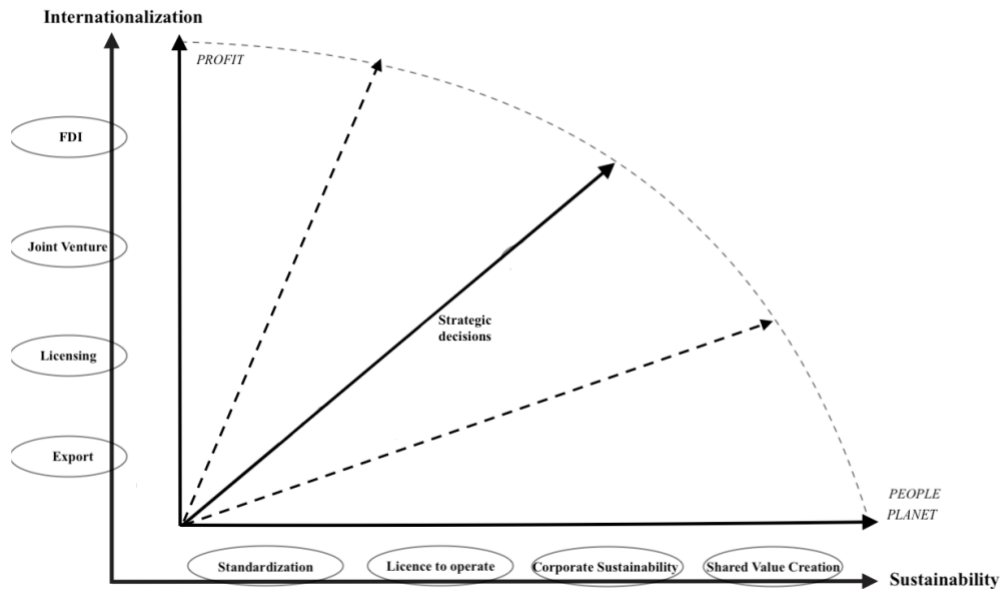 Internationalization
PROFIT
FDI
Joint Venture
Strategic
decisions
Licensing
Export
PEOPLE
PLANET
Standardization
Licence to operate
Corporate Sustainability
Shared Value Creation
Sustainability